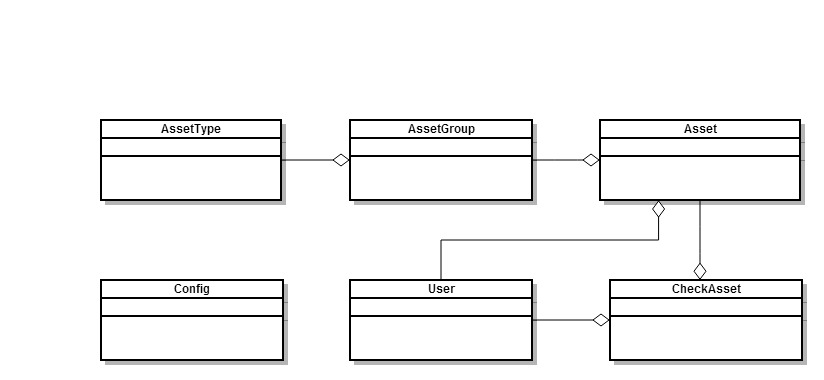 AssetType
AssetGroup
Asset
Config
User
CheckAsset